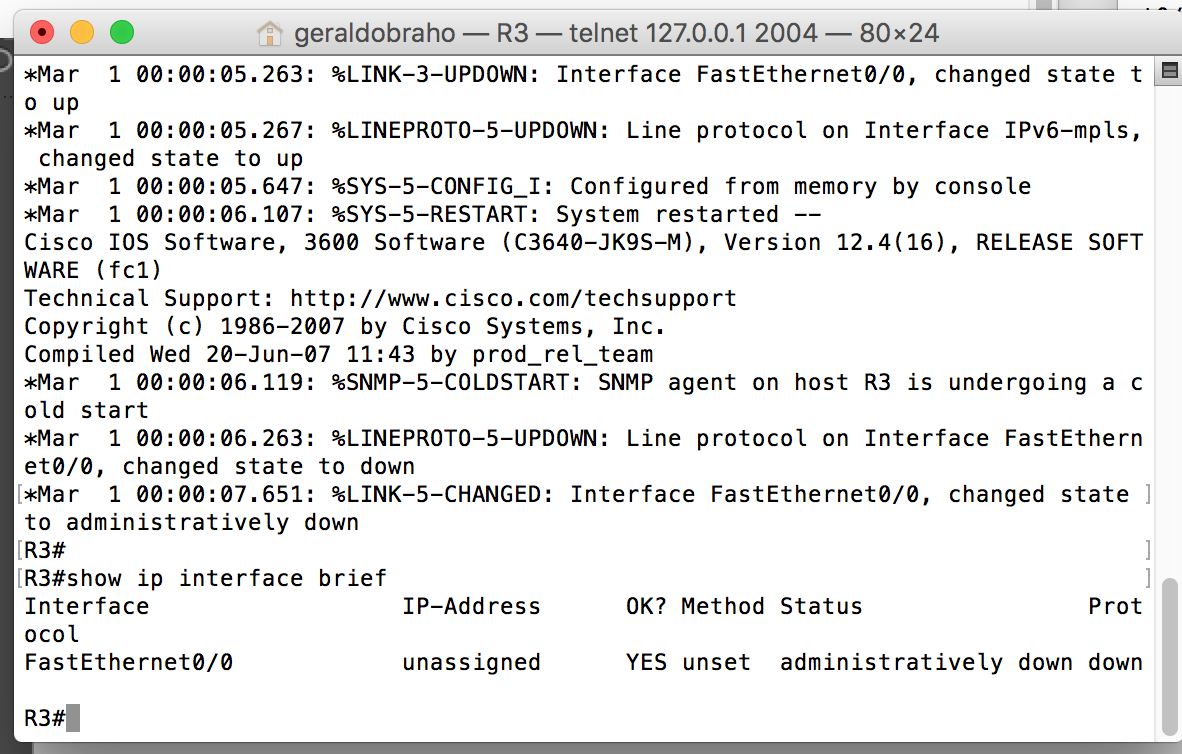 geraldobraho — R3 — telnet 127.0.0.1 2004 — 80×24
*Mar  1 00:00:05.263: %LINK-3-UPDOWN: Interface FastEthernet0/0, changed state t
o up
*Mar  1 00:00:05.267: %LINEPROTO-5-UPDOWN: Line protocol on Interface IPv6-mpls,
 changed state to up
*Mar  1 00:00:05.647: %SYS-5-CONFIG_I: Configured from memory by console
*Mar  1 00:00:06.107: %SYS-5-RESTART: System restarted --
Cisco IOS Software, 3600 Software (C3640-JK9S-M), Version 12.4(16), RELEASE SOFT
WARE (fc1)
Technical Support: http://www.cisco.com/techsupport
Copyright (c) 1986-2007 by Cisco Systems, Inc.
Compiled Wed 20-Jun-07 11:43 by prod_rel_team
*Mar  1 00:00:06.119: %SNMP-5-COLDSTART: SNMP agent on host R3 is undergoing a c
old start
*Mar  1 00:00:06.263: %LINEPROTO-5-UPDOWN: Line protocol on Interface FastEthern
et0/0, changed state to down
[*Mar  1 00:00:07.651: %LINK-5-CHANGED: Interface FastEthernet0/0, changed state ]
to administratively down
[R3# ]
[R3#show ip interface brief ]
Interface                  IP-Address      OK? Method Status                Prot
ocol
FastEthernet0/0            unassigned      YES unset  administratively down down
R3#